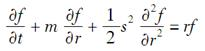 ∂f/∂t + m ∂f/∂r + 1/2 s² ∂²f/∂r² = rf